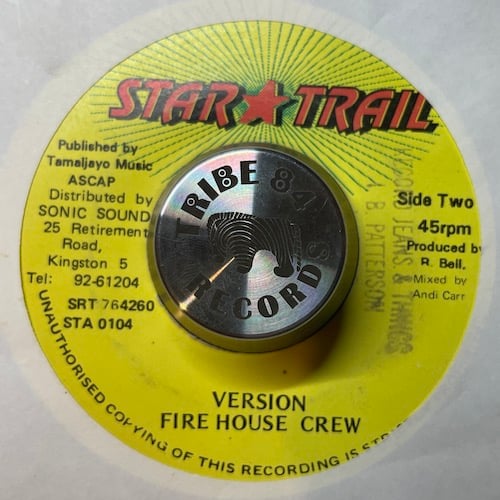 STAR★TRAIL
Published by
Tamaljayo Music
ASCAP
Distributed by
SONIC SOUND
25 Retirement
Road,
Kingston 5
Tel: 92-61204
SRT 764260
STA 0104
TRIBE 84
RECORDS
Side Two
45rpm
Produced by
R. Bell.
Mixed by
Andi Carr
JEANS & THINGS
B. PATERSON
VERSION
FIRE HOUSE CREW
UNAUTHORISED COPYING OF THIS RECORDING IS